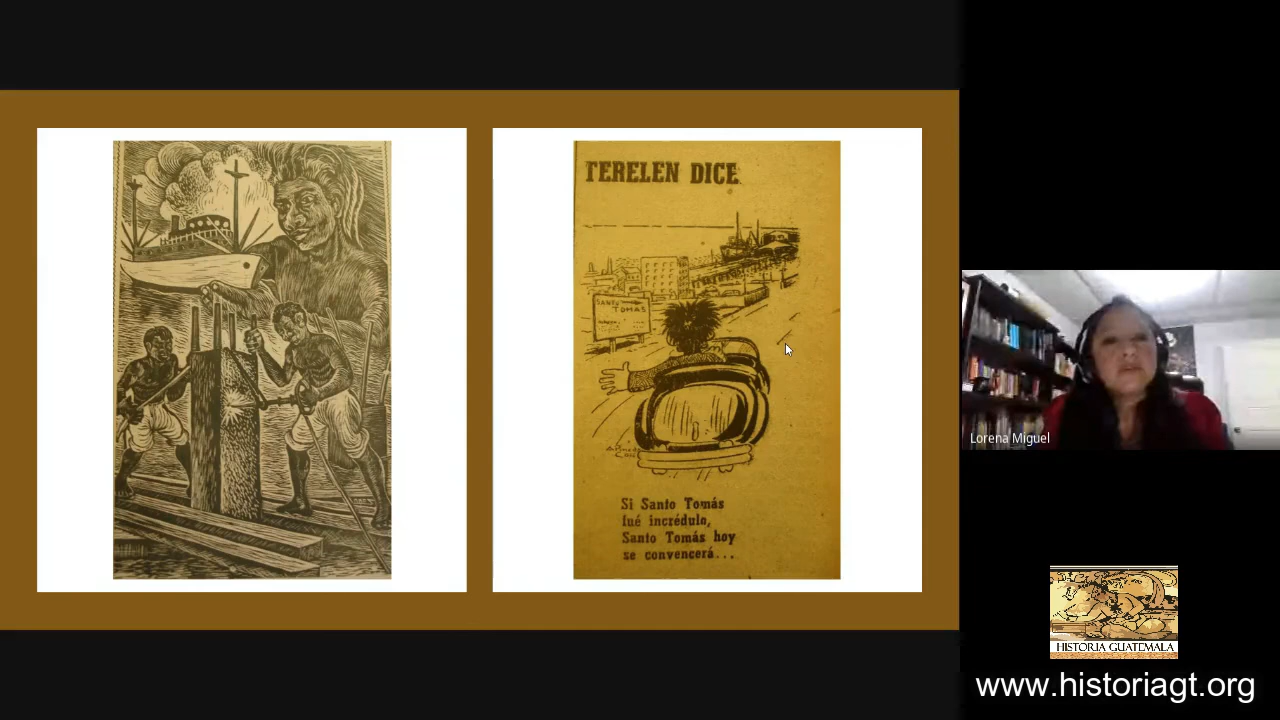 TERELEN DICE
SANTO
TOMAS
Si Santo Tomás
fué incrédulo,
Santo Tomás hoy
se convencerá...
Lorena Miguel
HISTORIA GUATEMALA
www.historiagt.org